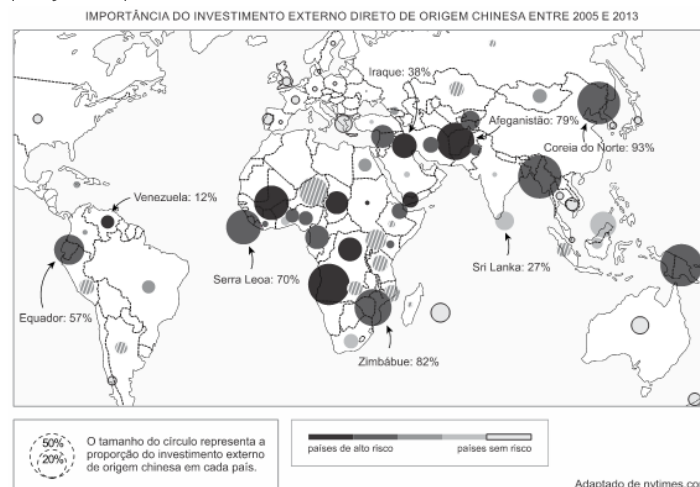 IMPORTÂNCIA DO INVESTIMENTO EXTERNO DIRETO DE ORIGEM CHINESA ENTRE 2005 E 2013
Iraque: 38%
Afeganistão: 79%
Coreia do Norte: 93%
Venezuela: 12%
Serra Leoa: 70%
Sri Lanka: 27%
Equador: 57%
Zimbábue: 82%
50%
20%
O tamanho do círculo representa a
proporção do investimento externo
de origem chinesa em cada país.
países de alto risco
países sem risco
Adaptado de nytimes.co